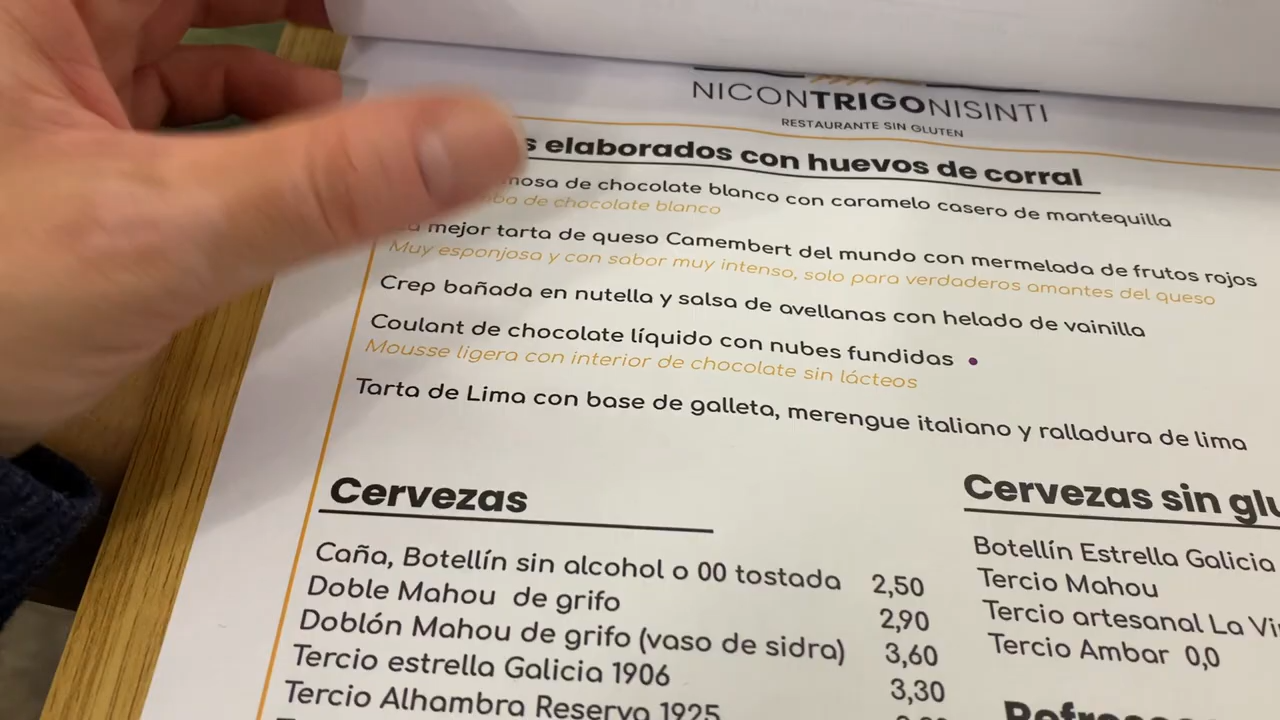 NICONTRIGONISINTI
RESTAURANTE SIN GLUTEN
elaborados con huevos de corral
de chocolate blanco con caramelo casero de mantequilla
de chocolate blanco
mejor tarta de queso Camembert del mundo con mermelada de frutos rojos
Muy esponjosa y con sabor muy intenso, solo para verdaderos amantes del queso
Crep bañada en nutella y salsa de avellanas con helado de vainilla
Coulant de chocolate líquido con nubes fundidas
Mousse ligera con interior de chocolate sin lácteos
Tarta de Lima con base de galleta, merengue italiano y ralladura de lima
Cervezas
Caña, Botellín sin alcohol o 00 tostada 2,50
Doble Mahou de grifo 2,90
Doblón Mahou de grifo (vaso de sidra) 3,60
Tercio estrella Galicia 1906 3,30
Tercio Alhambra Reserva 1925
Cervezas sin
Botellín Estrella Galicia
Tercio Mahou
Tercio artesanal La
Tercio Ambar 0,0